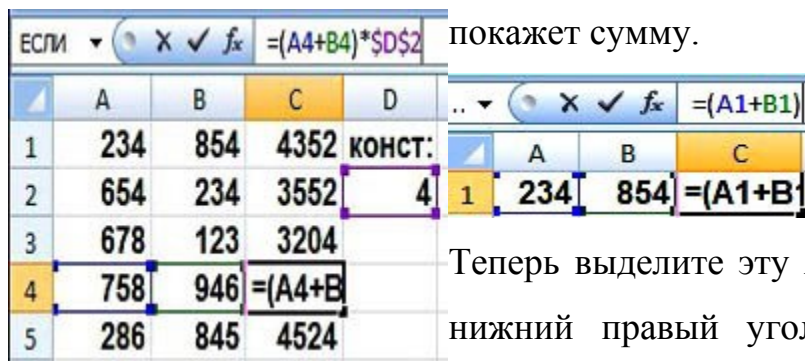 ЕСЛИ =(A4+B4)*$D$2
A B C D
1 234 854 4352 конст:
2 654 234 3552 4
3 678 123 3204
4 758 946 =(A4+B
5 286 845 4524
покажет сумму.
.. =(A1+B1)
A B C
1 234 854 =(A1+B1
Теперь выделите эту
нижний правый угол